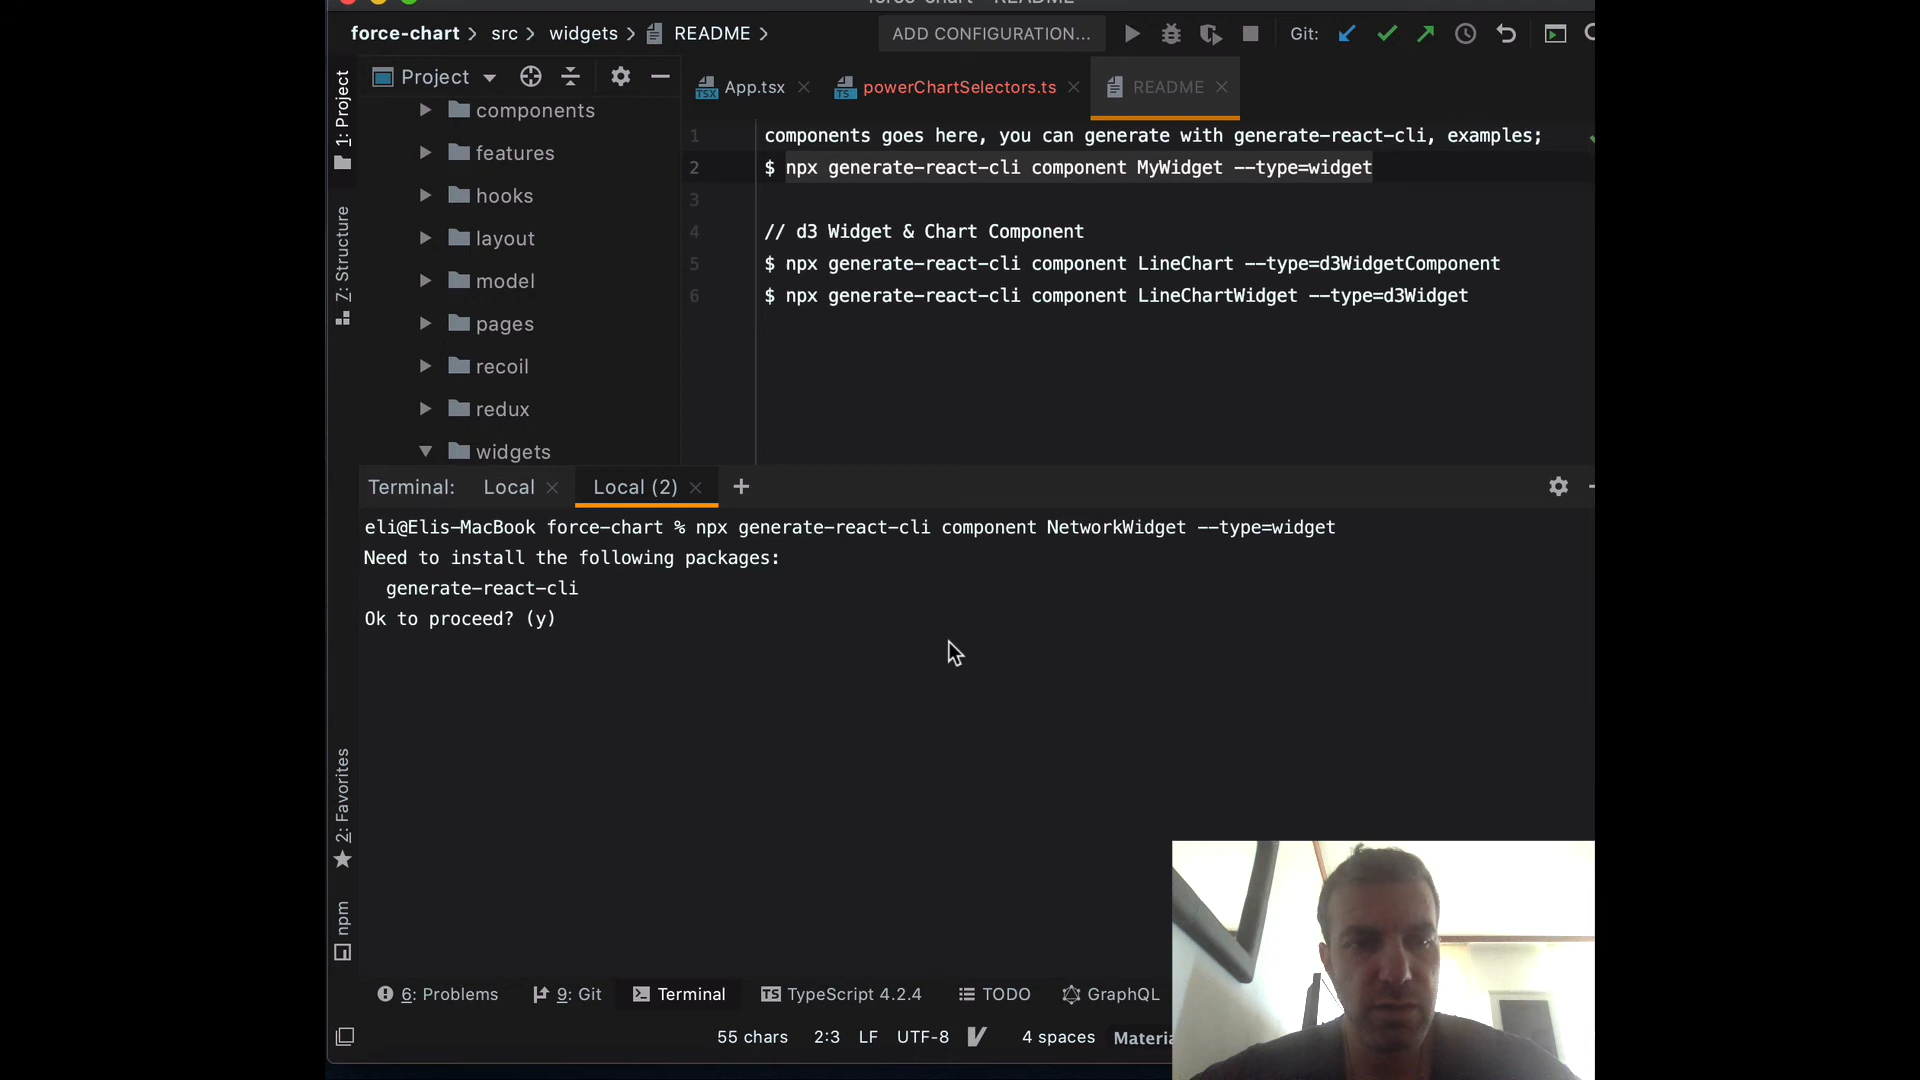 force-chart - README
force-chart
src
widgets
README
ADD CONFIGURATION...
Git:
1: Project
7: Structure
2: Favorites
npm
Project
components
features
hooks
layout
model
pages
recoil
redux
widgets
App.tsx
powerChartSelectors.ts
README
1 components goes here, you can generate with generate-react-cli, examples;
2 $ npx generate-react-cli component MyWidget --type=widget
3
4 // d3 Widget & Chart Component
5 $ npx generate-react-cli component LineChart --type=d3WidgetComponent
6 $ npx generate-react-cli component LineChartWidget --type=d3Widget
Terminal: Local Local (2)
eli@Elis-MacBook force-chart % npx generate-react-cli component NetworkWidget --type=widget
Need to install the following packages:
generate-react-cli
Ok to proceed? (y)
6: Problems 9: Git Terminal TypeScript 4.2.4 TODO GraphQL
55 chars 2:3 LF UTF-8 4 spaces